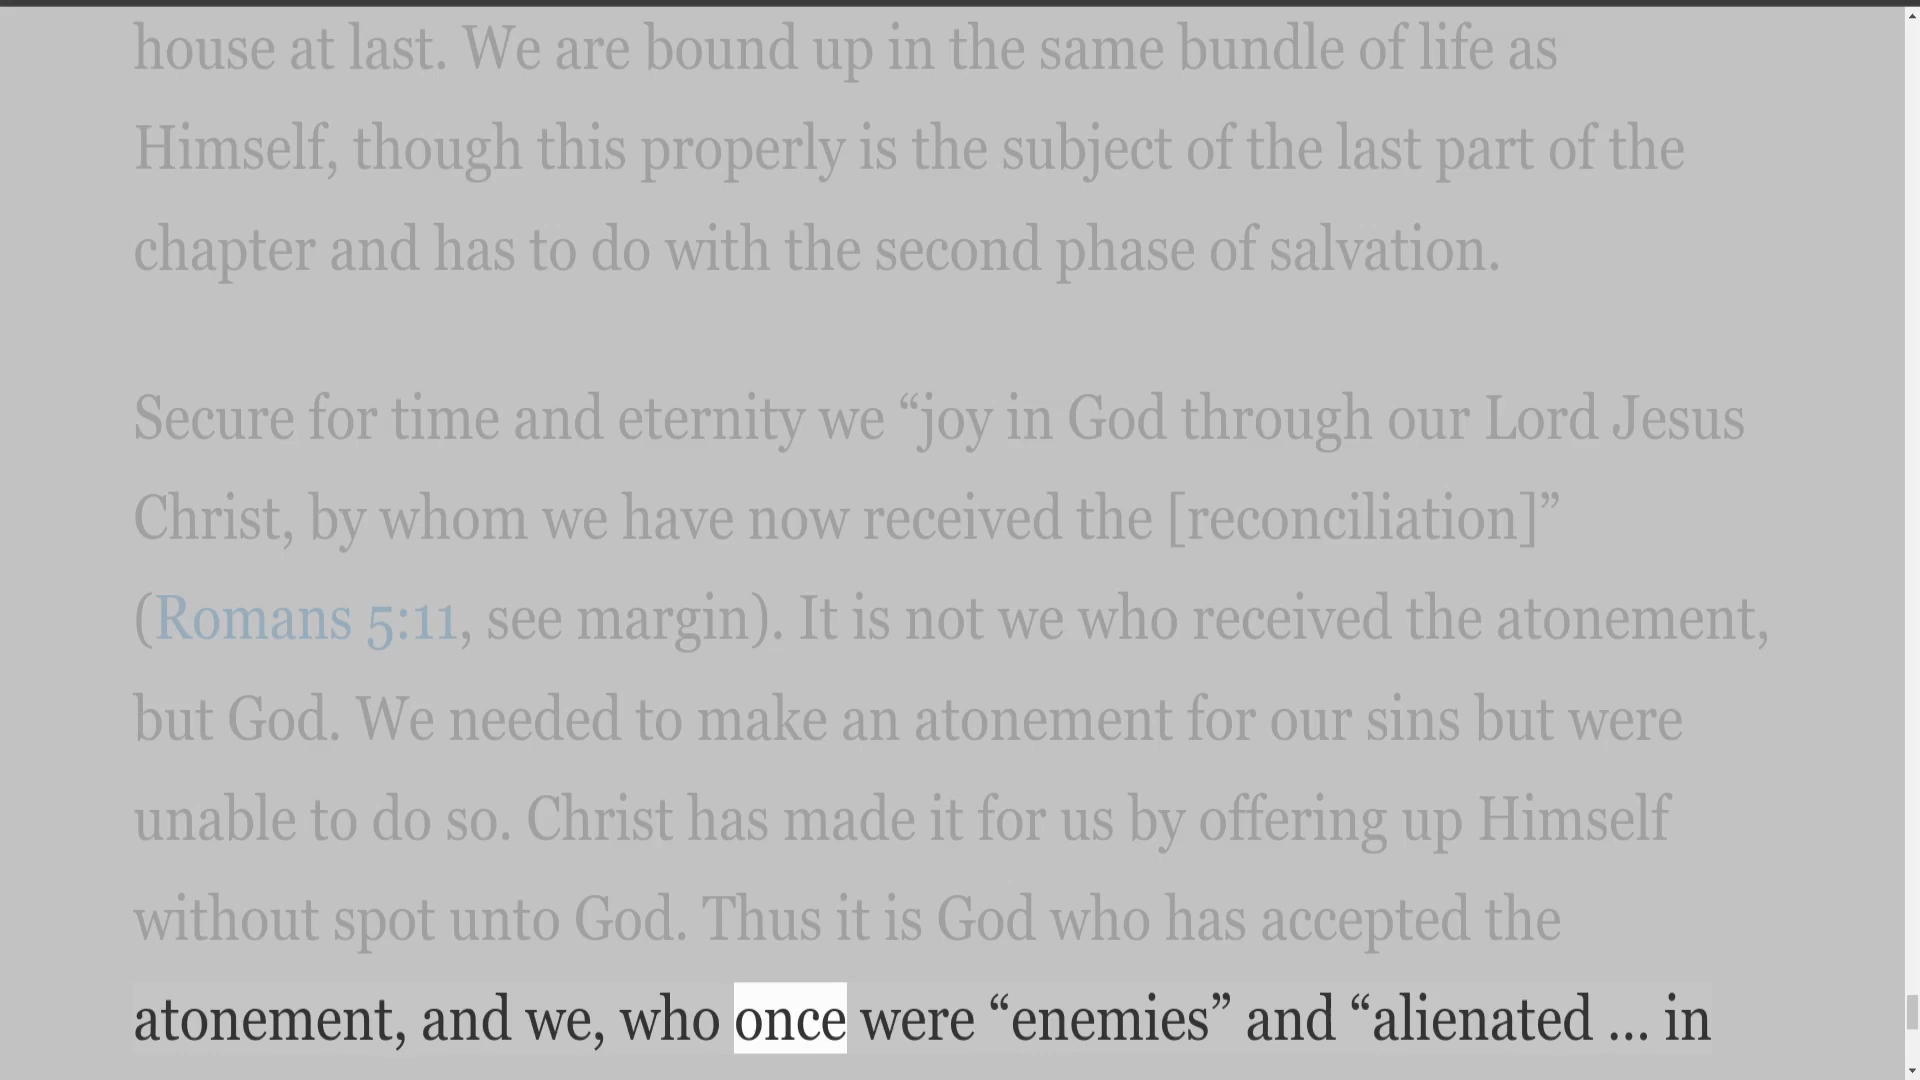 house at last. We are bound up in the same bundle of life as
Himself, though this properly is the subject of the last part of the
chapter and has to do with the second phase of salvation.
Secure for time and eternity we “joy in God through our Lord Jesus
Christ, by whom we have now received the [reconciliation]”
(Romans 5:11, see margin). It is not we who received the atonement,
but God. We needed to make an atonement for our sins but were
unable to do so. Christ has made it for us by offering up Himself
without spot unto God. Thus it is God who has accepted the
atonement, and we, who once were “enemies” and “alienated ... in